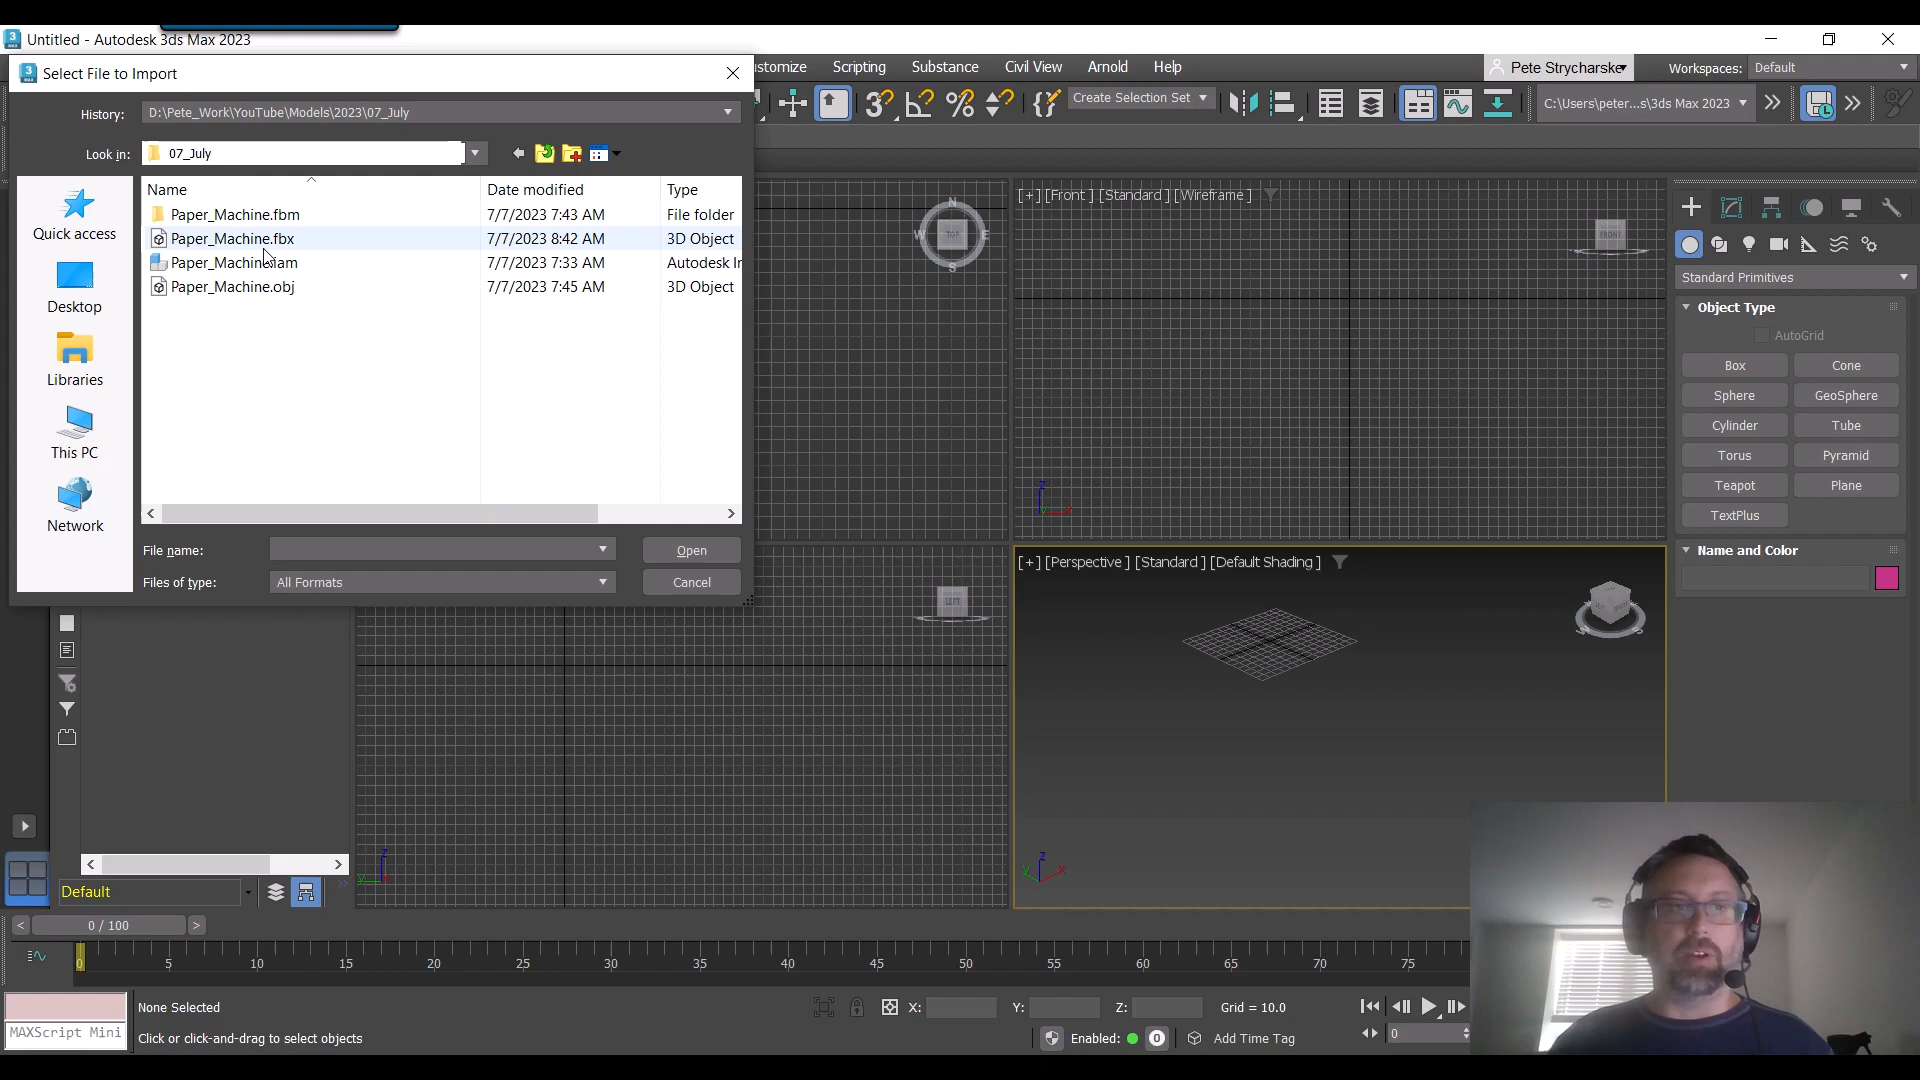 Untitled - Autodesk 3ds Max 2023
Select File to Import
stomize
Scripting
Substance
Civil View
Arnold
Help
Pete Strycharske
Workspaces:
Default
History:
D:\Pete_Work\YouTube\Models\2023\07_July
Create Selection Set
C:\Users\peter...s\3ds Max 2023
Look in:
07_July
Name
Date modified
Type
Paper_Machine.fbm
7/7/2023 7:43 AM
File folder
Paper_Machine.fbx
7/7/2023 8:42 AM
3D Object
Paper_Machine.iam
7/7/2023 7:33 AM
Autodesk In
Paper_Machine.obj
7/7/2023 7:45 AM
3D Object
Quick access
Desktop
Libraries
This PC
Network
File name:
Open
Files of type:
All Formats
Cancel
N
W
TOP
E
S
[+] [Front ] [Standard ] [Wireframe ]
FRONT
z
x
LEFT
[+] [Perspective ] [Standard ] [Default Shading ]
z
y
z
y
x
Standard Primitives
Object Type
AutoGrid
Box
Cone
Sphere
GeoSphere
Cylinder
Tube
Torus
Pyramid
Teapot
Plane
TextPlus
Name and Color
Default
0 / 100
0
5
10
15
20
25
30
35
40
45
50
55
60
65
70
75
None Selected
X:
Y:
Z:
Grid = 10.0
MAXScript Mini
Click or click-and-drag to select objects
Enabled:
0
Add Time Tag
0